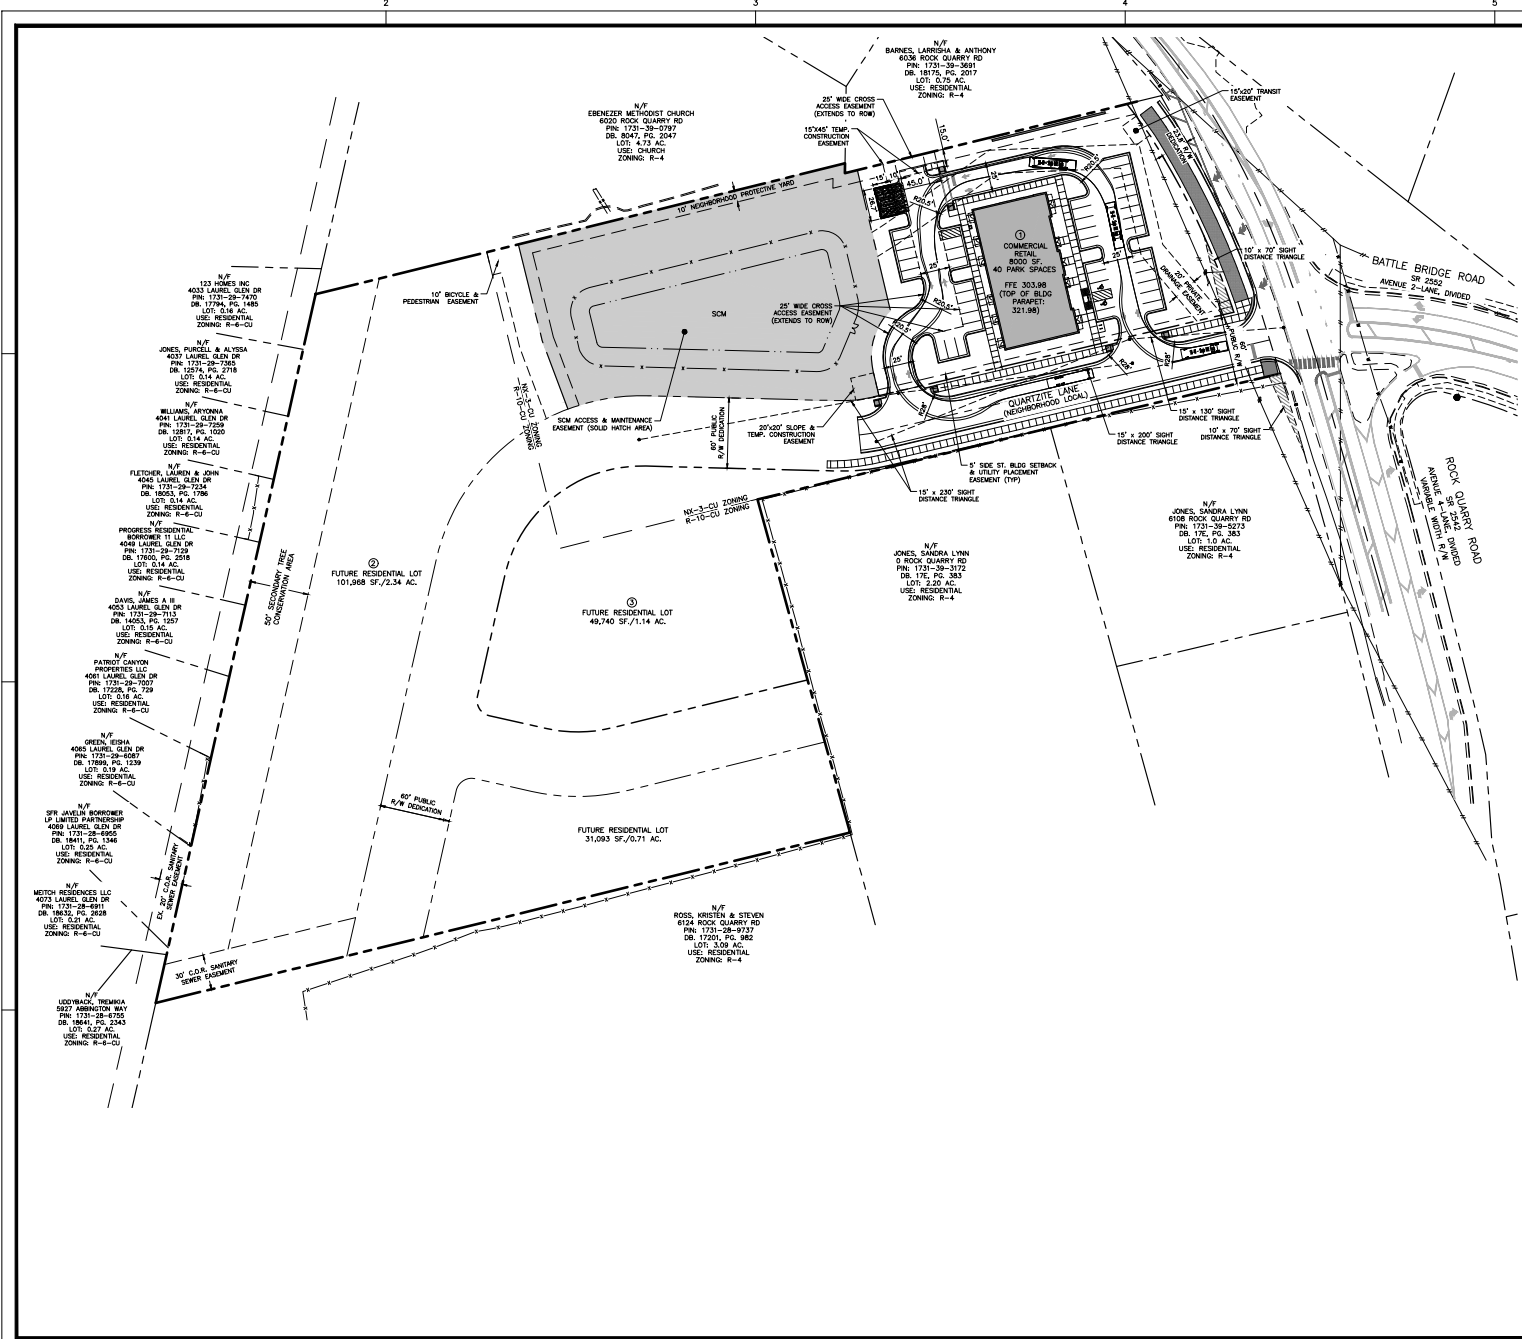 2
3
4
5
N/F
BARNES, LARRISHA & ANTHONY
6036 ROCK QUARRY RD
PIN: 1731-39-3691
DB. 18175, PG. 2017
LOT: 0.75 AC.
USE: RESIDENTIAL
ZONING: R-4
N/F
EBENEZER METHODIST CHURCH
6020 ROCK QUARRY RD
PIN: 1731-39-0797
DB. 8047, PG. 2047
LOT: 4.73 AC.
USE: CHURCH
ZONING: R-4
25' WIDE CROSS
ACCESS EASEMENT
(EXTENDS TO ROW)
15'X45' TEMP.
CONSTRUCTION
EASEMENT
15.0'
15'x20' TRANSIT
EASEMENT
23.8' R/W
DEDICATION
10' NEIGHBORHOOD PROTECTIVE YARD
15'
10'
45.0'
26.7'
R20.5'
25'
R20.5'
①
COMMERCIAL
RETAIL
8000 SF.
40 PARK SPACES
FFE 303.98
(TOP OF BLDG
PARAPET:
321.98)
10' x 70' SIGHT
DISTANCE TRIANGLE
20' PRIVATE
DRAINAGE EASEMENT
BATTLE BRIDGE ROAD
SR 2552
AVENUE 2-LANE, DIVIDED
10' BICYCLE &
PEDESTRIAN EASEMENT
SCM
25' WIDE CROSS
ACCESS EASEMENT
(EXTENDS TO ROW)
25'
R20.5'
R20.5'
25'
25'
R28'
R28'
R28'
60'
PUBLIC R/W
QUARTZITE LANE
(NEIGHBORHOOD LOCAL)
NX-3-CU ZONING
R-10-CU ZONING
SCM ACCESS & MAINTENANCE
EASEMENT (SOLID HATCH AREA)
60' PUBLIC
R/W DEDICATION
20'x20' SLOPE &
TEMP. CONSTRUCTION
EASEMENT
15' x 130' SIGHT
DISTANCE TRIANGLE
15' x 200' SIGHT
DISTANCE TRIANGLE
10' x 70' SIGHT
DISTANCE TRIANGLE
5' SIDE ST. BLDG SETBACK
& UTILITY PLACEMENT
EASEMENT (TYP)
15' x 230' SIGHT
DISTANCE TRIANGLE
ROCK QUARRY ROAD
SR 2542
AVENUE 4-LANE, DIVIDED
VARIABLE WIDTH R/W
NX-3-CU ZONING
R-10-CU ZONING
N/F
JONES, SANDRA LYNN
6108 ROCK QUARRY RD
PIN: 1731-39-5273
DB. 17E, PG. 383
LOT: 1.0 AC.
USE: RESIDENTIAL
ZONING: R-4
N/F
JONES, SANDRA LYNN
0 ROCK QUARRY RD
PIN: 1731-39-3172
DB. 17E, PG. 383
LOT: 2.20 AC.
USE: RESIDENTIAL
ZONING: R-4
N/F
123 HOMES INC
4033 LAUREL GLEN DR
PIN: 1731-29-7470
DB. 17794, PG. 1485
LOT: 0.16 AC.
USE: RESIDENTIAL
ZONING: R-6-CU
N/F
JONES, PURCELL & ALYSSA
4037 LAUREL GLEN DR
PIN: 1731-29-7365
DB. 12574, PG. 2718
LOT: 0.14 AC.
USE: RESIDENTIAL
ZONING: R-6-CU
N/F
WILLIAMS, ARYONNA
4041 LAUREL GLEN DR
PIN: 1731-29-7259
DB. 12817, PG. 1020
LOT: 0.14 AC.
USE: RESIDENTIAL
ZONING: R-6-CU
N/F
FLETCHER, LAUREN & JOHN
4045 LAUREL GLEN DR
PIN: 1731-29-7234
DB. 18053, PG. 1786
LOT: 0.14 AC.
USE: RESIDENTIAL
ZONING: R-6-CU
N/F
PROGRESS RESIDENTIAL
BORROWER 11 LLC
4049 LAUREL GLEN DR
PIN: 1731-29-7129
DB. 17600, PG. 2518
LOT: 0.14 AC.
USE: RESIDENTIAL
ZONING: R-6-CU
N/F
DAVIS, JAMES A III
4053 LAUREL GLEN DR
PIN: 1731-29-7113
DB. 14053, PG. 1257
LOT: 0.15 AC.
USE: RESIDENTIAL
ZONING: R-6-CU
N/F
PATRIOT CANYON
PROPERTIES LLC
4061 LAUREL GLEN DR
PIN: 1731-29-7007
DB. 17228, PG. 729
LOT: 0.16 AC.
USE: RESIDENTIAL
ZONING: R-6-CU
N/F
GREEN, IEISHA
4065 LAUREL GLEN DR
PIN: 1731-29-6087
DB. 17899, PG. 1239
LOT: 0.19 AC.
USE: RESIDENTIAL
ZONING: R-6-CU
N/F
SFR JAVELIN BORROWER
LP LIMITED PARTNERSHIP
4069 LAUREL GLEN DR
PIN: 1731-28-6955
DB. 18411, PG. 1346
LOT: 0.25 AC.
USE: RESIDENTIAL
ZONING: R-6-CU
N/F
MEITCH RESIDENCES LLC
4073 LAUREL GLEN DR
PIN: 1731-28-6911
DB. 18632, PG. 2628
LOT: 0.21 AC.
USE: RESIDENTIAL
ZONING: R-6-CU
N/F
UDDYBACK, TREMIKIA
5927 ABBINGTON WAY
PIN: 1731-28-6755
DB. 18641, PG. 2343
LOT: 0.27 AC.
USE: RESIDENTIAL
ZONING: R-6-CU
50' SECONDARY TREE
CONSERVATION AREA
②
FUTURE RESIDENTIAL LOT
101,968 SF./2.34 AC.
③
FUTURE RESIDENTIAL LOT
49,740 SF./1.14 AC.
60' PUBLIC
R/W DEDICATION
FUTURE RESIDENTIAL LOT
31,093 SF./0.71 AC.
EX. 20' C.O.R. SANITARY
SEWER EASEMENT
30' C.O.R. SANITARY
SEWER EASEMENT
N/F
ROSS, KRISTEN & STEVEN
6124 ROCK QUARRY RD
PIN: 1731-28-9737
DB. 17201, PG. 982
LOT: 3.09 AC.
USE: RESIDENTIAL
ZONING: R-4